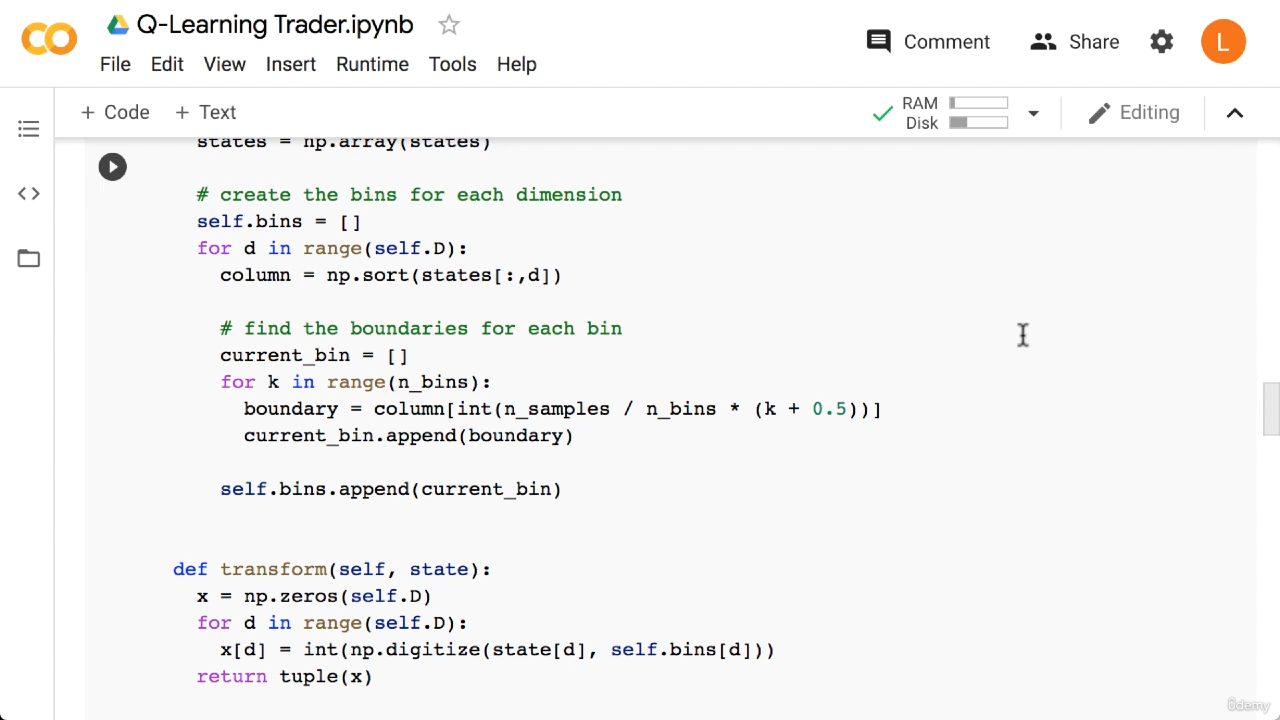 Q-Learning Trader.ipynb
File Edit View Insert Runtime Tools Help
Comment Share L
+ Code + Text
RAM
Disk
Editing
states = np.array(states)
# create the bins for each dimension
self.bins = []
for d in range(self.D):
column = np.sort(states[:,d])
# find the boundaries for each bin
current_bin = []
for k in range(n_bins):
boundary = column[int(n_samples / n_bins * (k + 0.5))]
current_bin.append(boundary)
self.bins.append(current_bin)
def transform(self, state):
x = np.zeros(self.D)
for d in range(self.D):
x[d] = int(np.digitize(state[d], self.bins[d]))
return tuple(x)
ûdemy